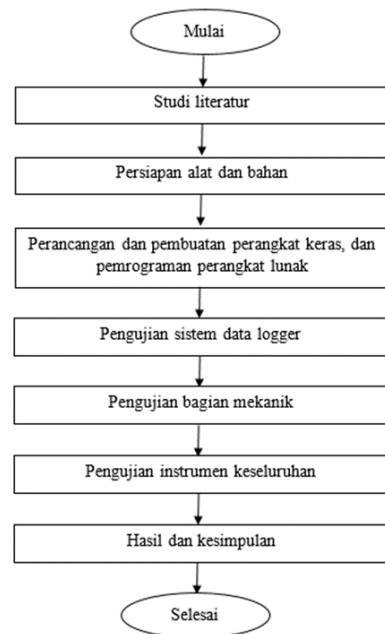 Mulai
Studi literatur
Persiapan alat dan bahan
Perancangan dan pembuatan perangkat keras, dan
pemrograman perangkat lunak
Pengujian sistem data logger
Pengujian bagian mekanik
Pengujian instrumen keseluruhan
Hasil dan kesimpulan
Selesai